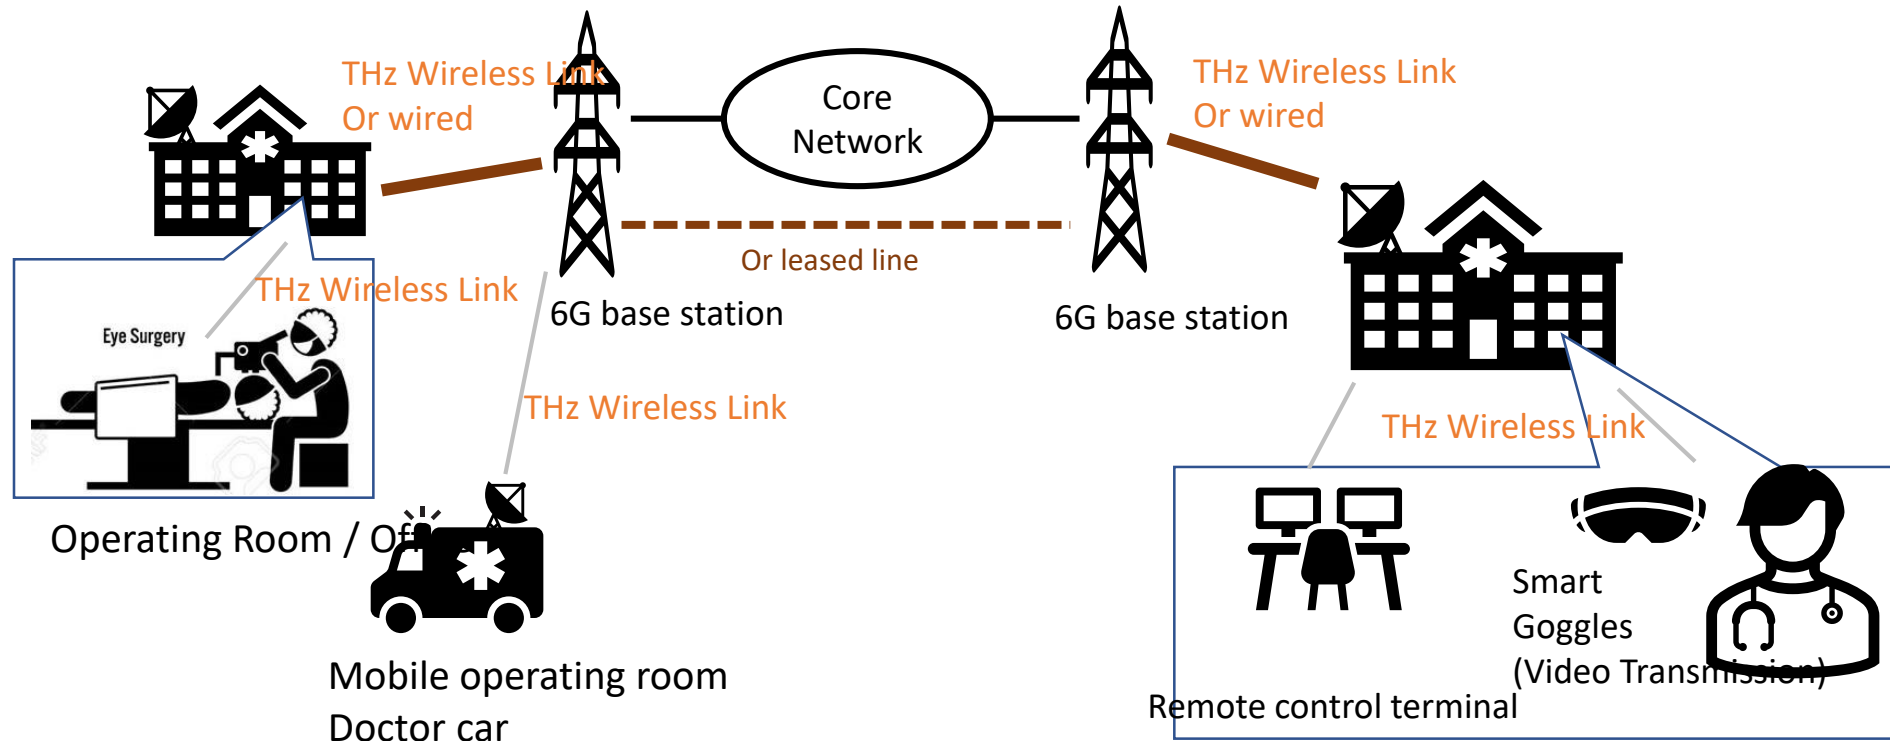 THz Wireless Link
Or wired
Core
Network
THz Wireless Link
Or wired
Or leased line
THz Wireless Link
6G base station
6G base station
Eye Surgery
THz Wireless Link
THz Wireless Link
Operating Room /
Smart
Goggles
(Video Transmission)
Mobile operating room
Doctor car
Remote control terminal